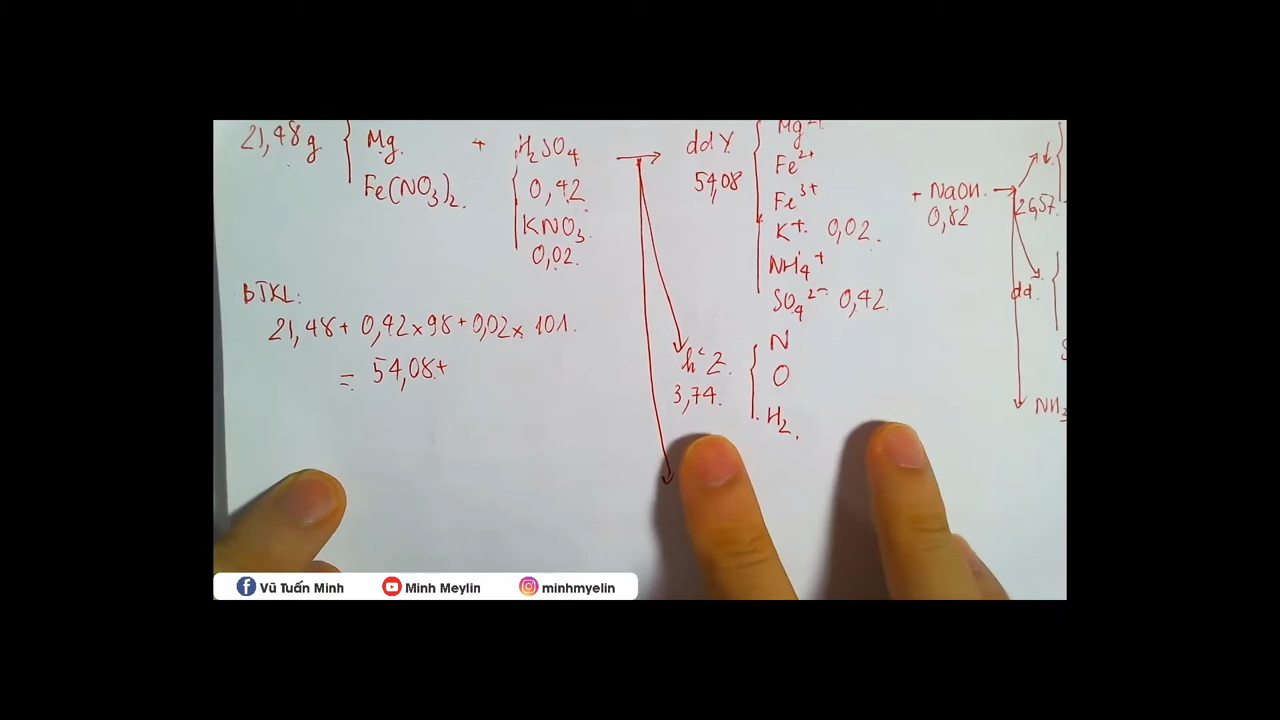 21,48 g { Mg + H₂SO₄ → dd Y { Mg²⁺
Fe(NO₃)₂ 0,42 54,08 Fe²⁺
KNO₃ Fe³⁺ + NaOH →
0,02 K⁺ 0,02 0,82 26,57
NH₄⁺
SO₄²⁻ 0,42 dd
BTKL:
21,48 + 0,42 × 98 + 0,02 × 101
= 54,08 +
Z { N
3,74 O
H₂
NH₃
Vũ Tuấn Minh Minh Meylin minhmyelin